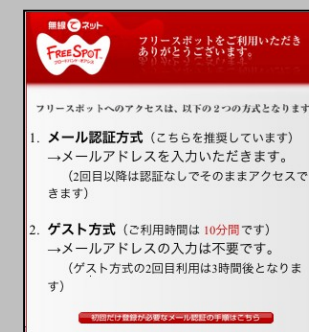 無線でネット
FREESPOT
フリースポットをご利用いただき
ありがとうございます。
フリースポットへのアクセスは、以下の2つの方式となります
1. メール認証方式（こちらを推奨しています）
→メールアドレスを入力いただきます。
（2回目以降は認証なしでそのままアクセスで
きます）
2. ゲスト方式（ご利用時間は 10分間 です）
→メールアドレスの入力は不要です。
（ゲスト方式の2回目利用は3時間後となりま
す）
初回だけ登録が必要なメール認証の手順はこちら